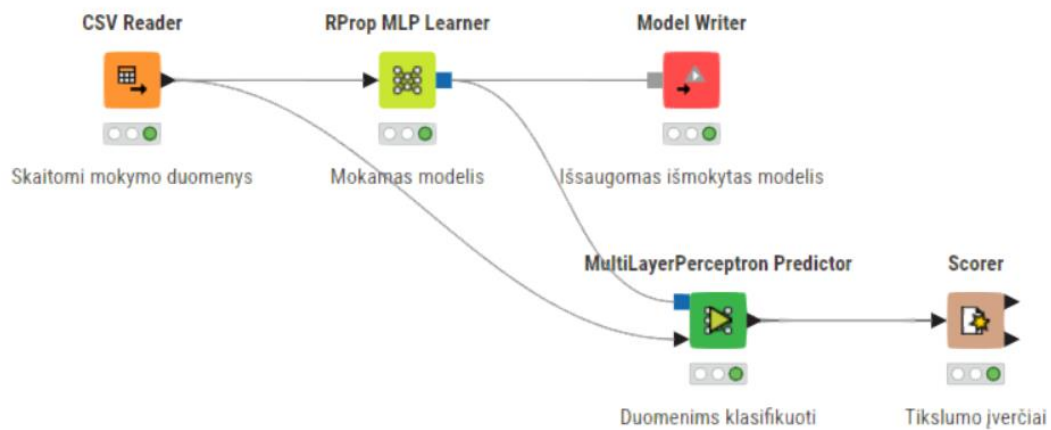 CSV Reader
RProp MLP Learner
Model Writer
Skaitomi mokymo duomenys
Mokamas modelis
Išsaugomas išmokytas modelis
MultiLayerPerceptron Predictor
Scorer
Duomenims klasifikuoti
Tikslumo įverčiai